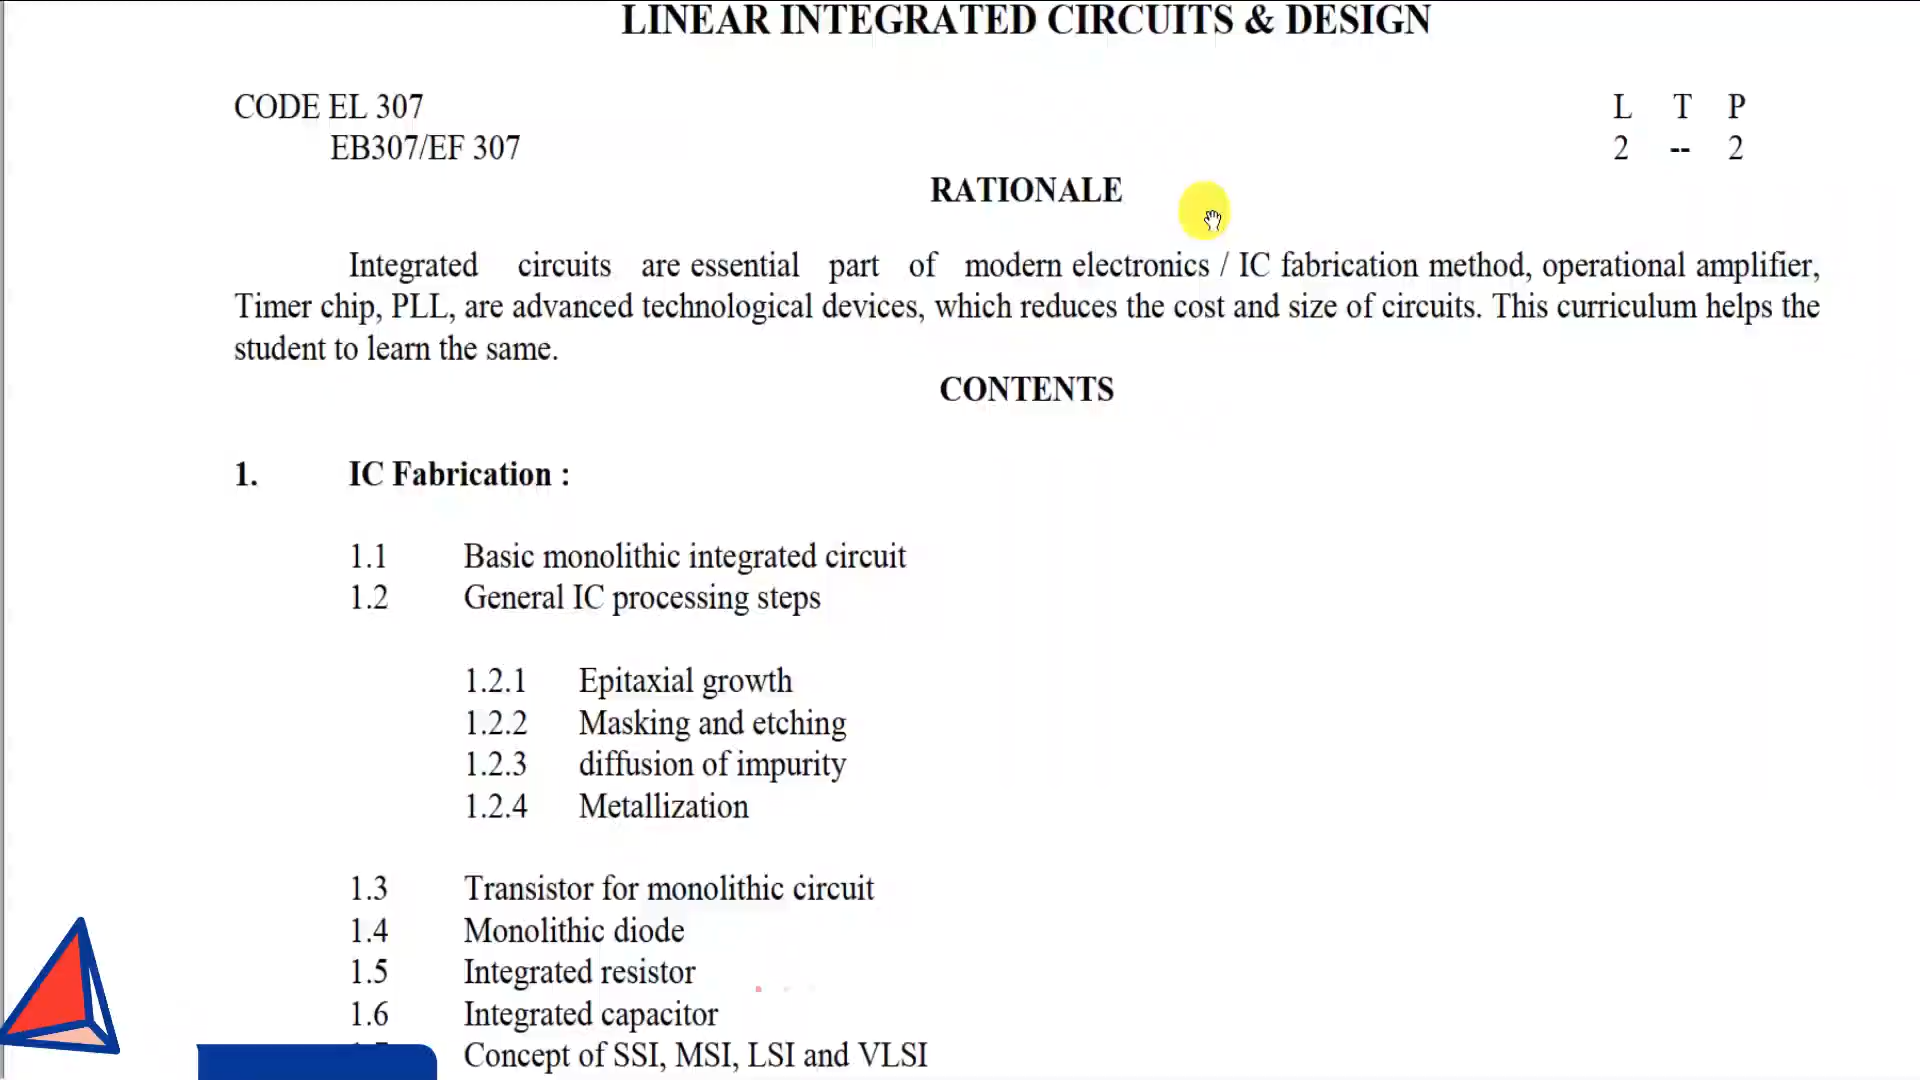 LINEAR INTEGRATED CIRCUITS & DESIGN
CODE EL 307 L T P
EB307/EF 307 2 -- 2
RATIONALE
Integrated circuits are essential part of modern electronics / IC fabrication method, operational amplifier,
Timer chip, PLL, are advanced technological devices, which reduces the cost and size of circuits. This curriculum helps the
student to learn the same.
CONTENTS
1. IC Fabrication :
1.1 Basic monolithic integrated circuit
1.2 General IC processing steps
1.2.1 Epitaxial growth
1.2.2 Masking and etching
1.2.3 diffusion of impurity
1.2.4 Metallization
1.3 Transistor for monolithic circuit
1.4 Monolithic diode
1.5 Integrated resistor
1.6 Integrated capacitor
Concept of SSI, MSI, LSI and VLSI